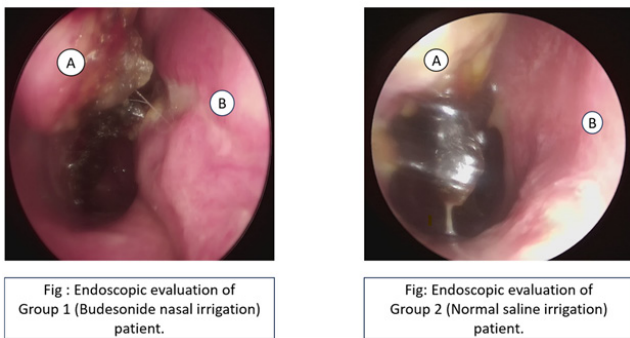 A
B
A
B
Fig : Endoscopic evaluation of
Group 1 (Budesonide nasal irrigation)
patient.
Fig: Endoscopic evaluation of
Group 2 (Normal saline irrigation)
patient.